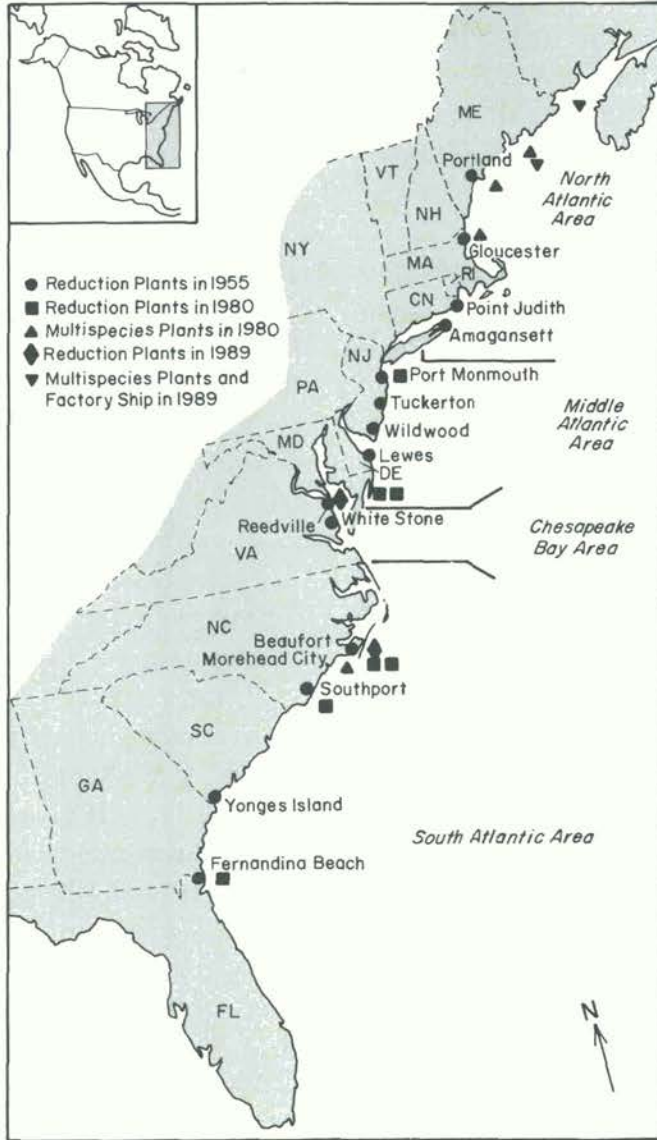 ME
Portland
VT
North
Atlantic
Area
NH
NY
Gloucester
● Reduction Plants in 1955
■ Reduction Plants in 1980
▲ Multispecies Plants in 1980
◆ Reduction Plants in 1989
▼ Multispecies Plants and
Factory Ship in 1989
MA
RI
CN
Point Judith
Amagansett
NJ
Port Monmouth
PA
Tuckerton
Middle
Atlantic
Area
Wildwood
MD
Lewes
DE
Reedville
White Stone
Chesapeake
Bay Area
VA
NC
Beaufort
Morehead City
Southport
SC
GA
Yonges Island
South Atlantic Area
Fernandina Beach
FL
N